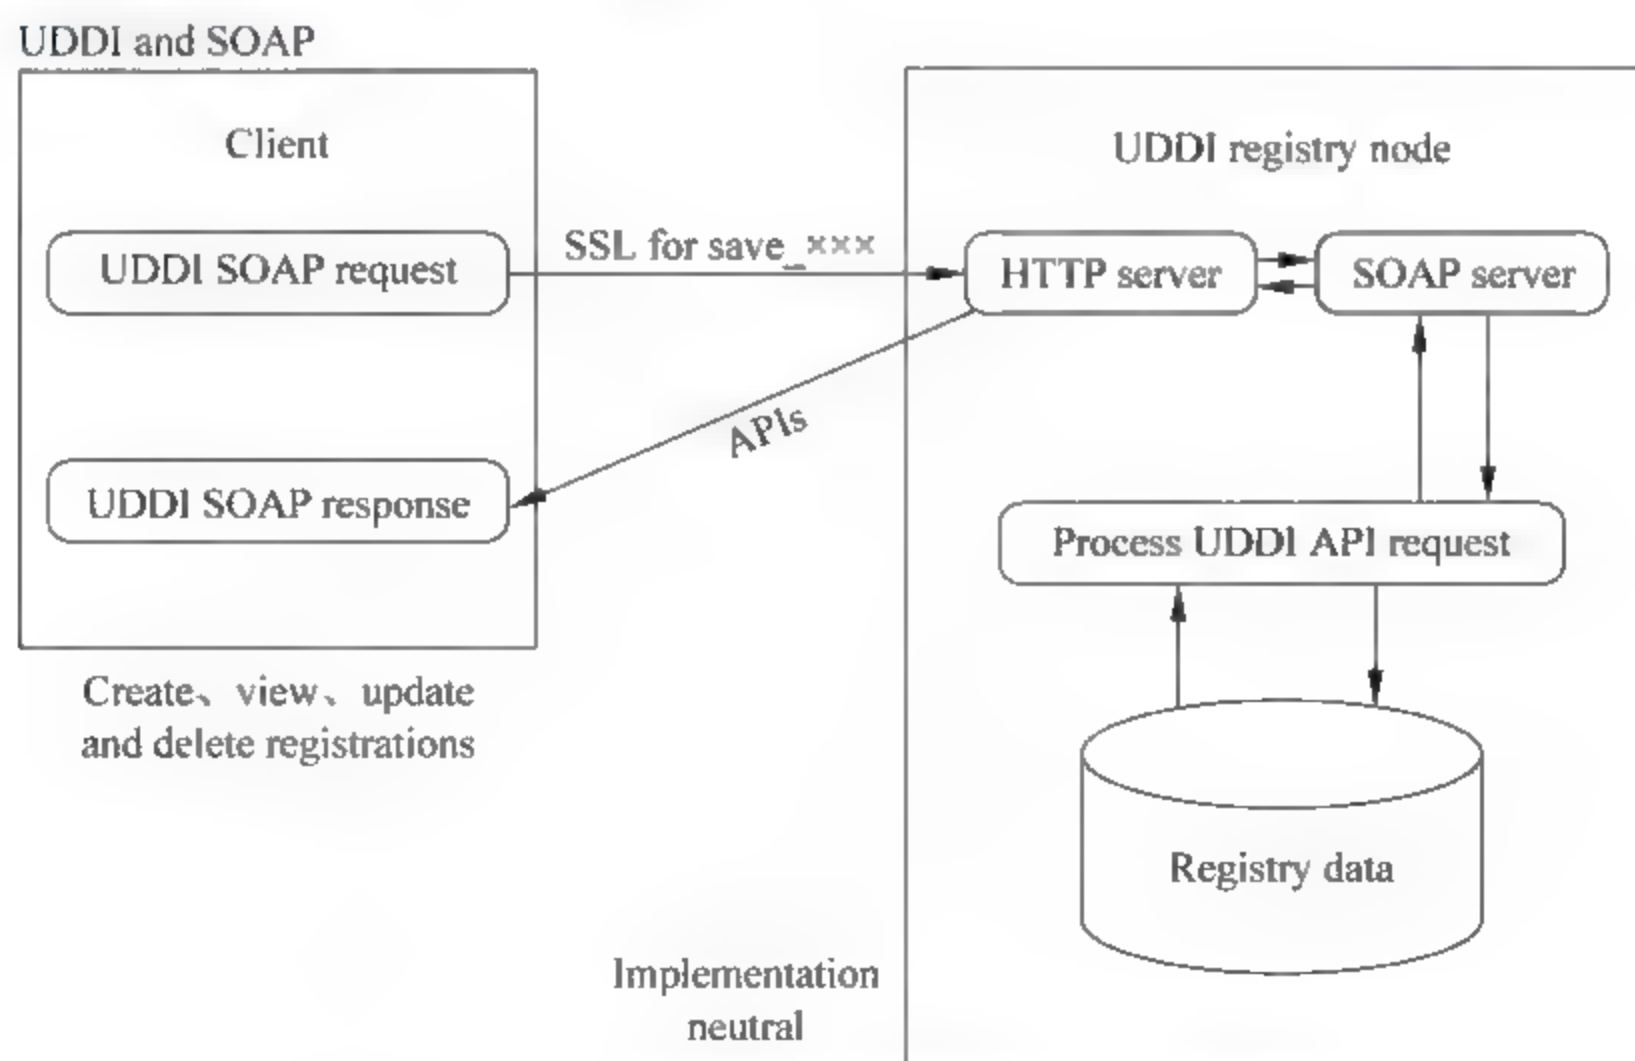 UDDI and SOAP
Client
UDDI registry node
UDDI SOAP request
SSL for save_×××
HTTP server
SOAP server
APIs
UDDI SOAP response
Process UDDI API request
Create、view、update
and delete registrations
Registry data
Implementation
neutral